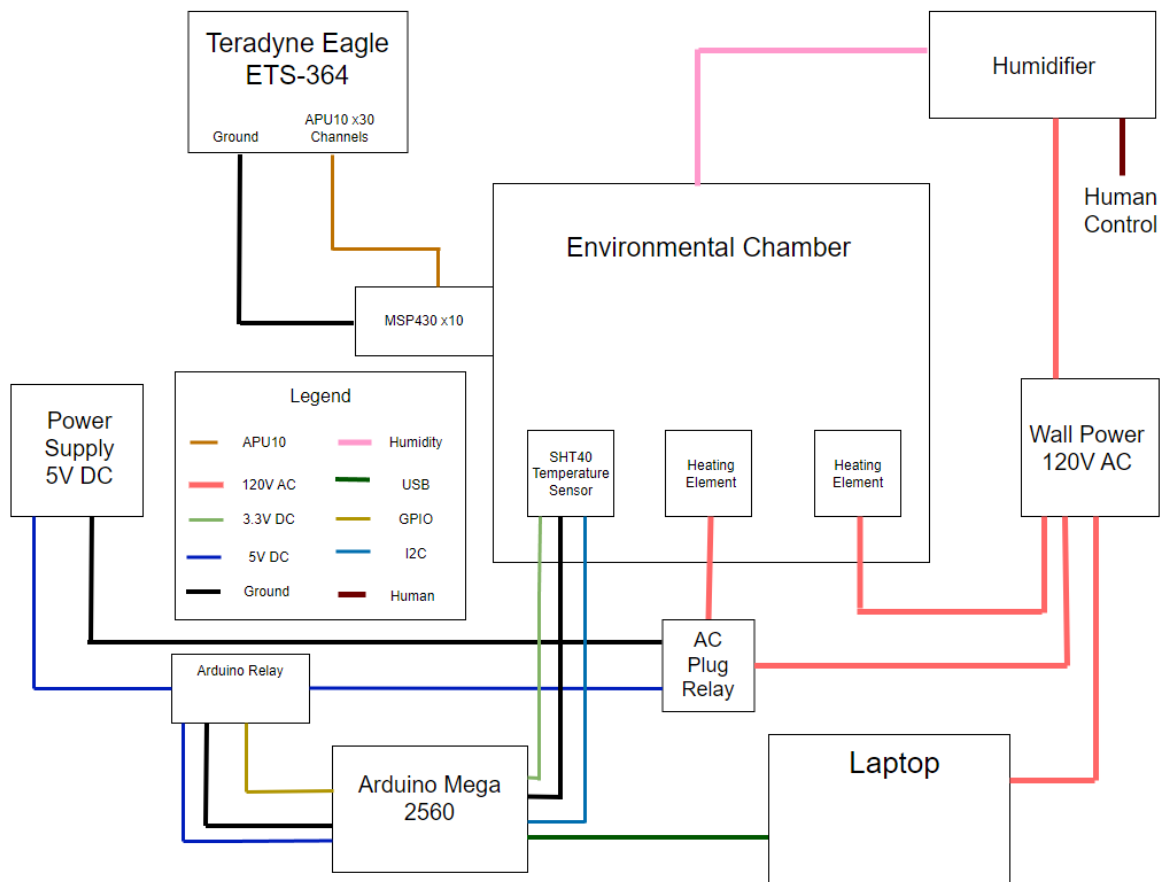 Teradyne Eagle
ETS-364
Ground
APU10 x30
Channels
Humidifier
Human
Control
Environmental Chamber
MSP430 x10
Power
Supply
5V DC
Legend
APU10
Humidity
120V AC
USB
3.3V DC
GPIO
5V DC
I2C
Ground
Human
SHT40
Temperature
Sensor
Heating
Element
Heating
Element
Wall Power
120V AC
AC
Plug
Relay
Arduino Relay
Arduino Mega
2560
Laptop